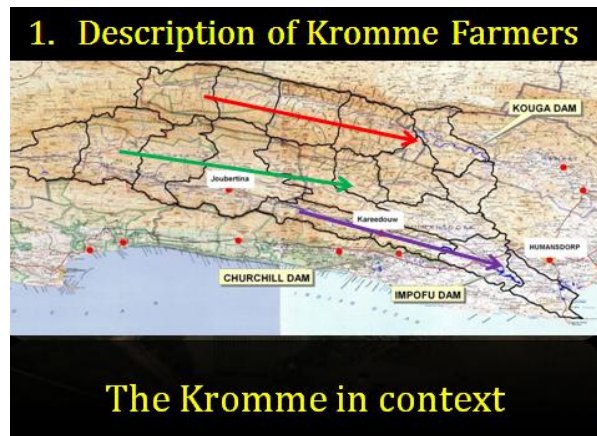 1. Description of Kromme Farmers
KOUGA DAM
Joubertina
Kareedouw
HUMANSDORP
CHURCHILL DAM
IMPOFU DAM
The Kromme in context